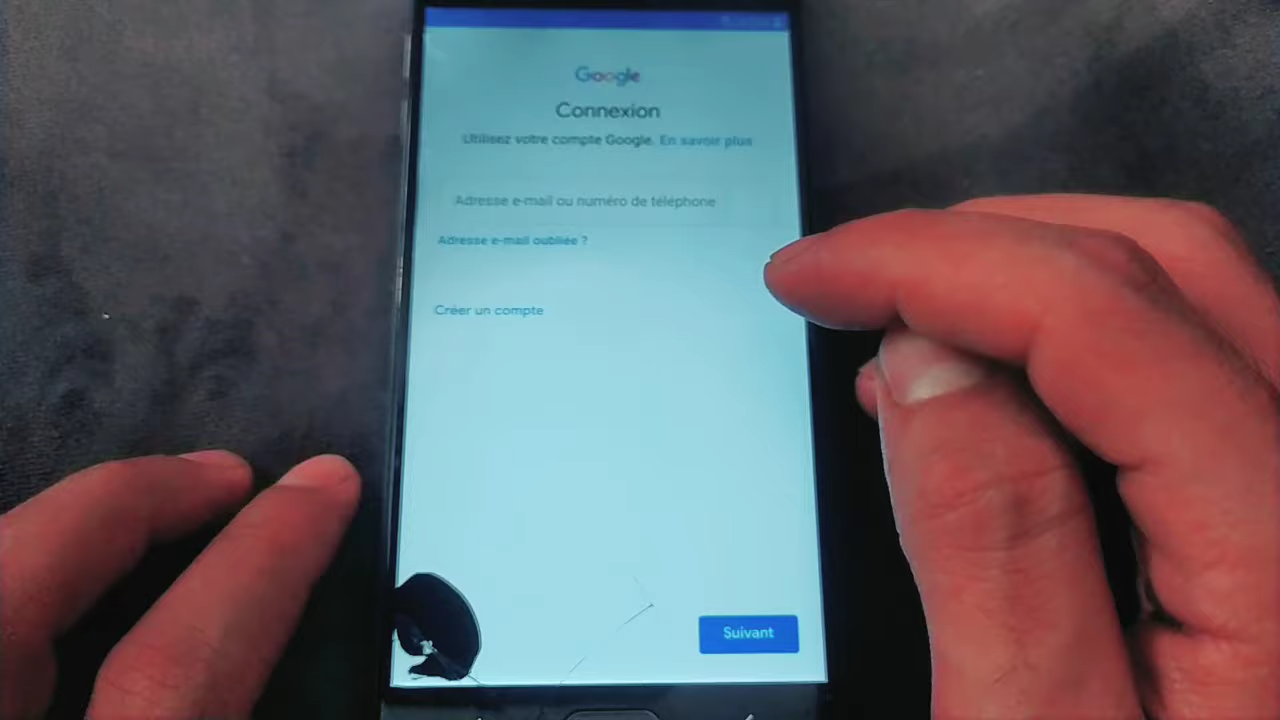 Google
Connexion
Utilisez votre compte Google. En savoir plus
Adresse e-mail ou numéro de téléphone
Adresse e-mail oubliée ?
Créer un compte
Suivant